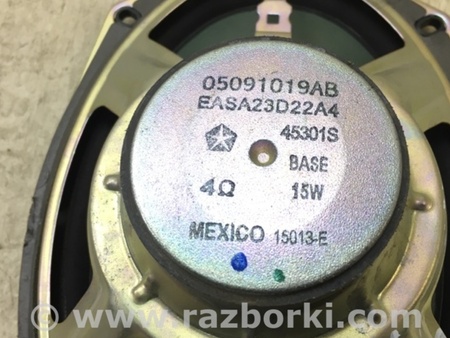 05091019AB
EASA23D22A4
45301S
BASE
4Ω 15W
MEXICO 15013-E
© - www.razborki.com/